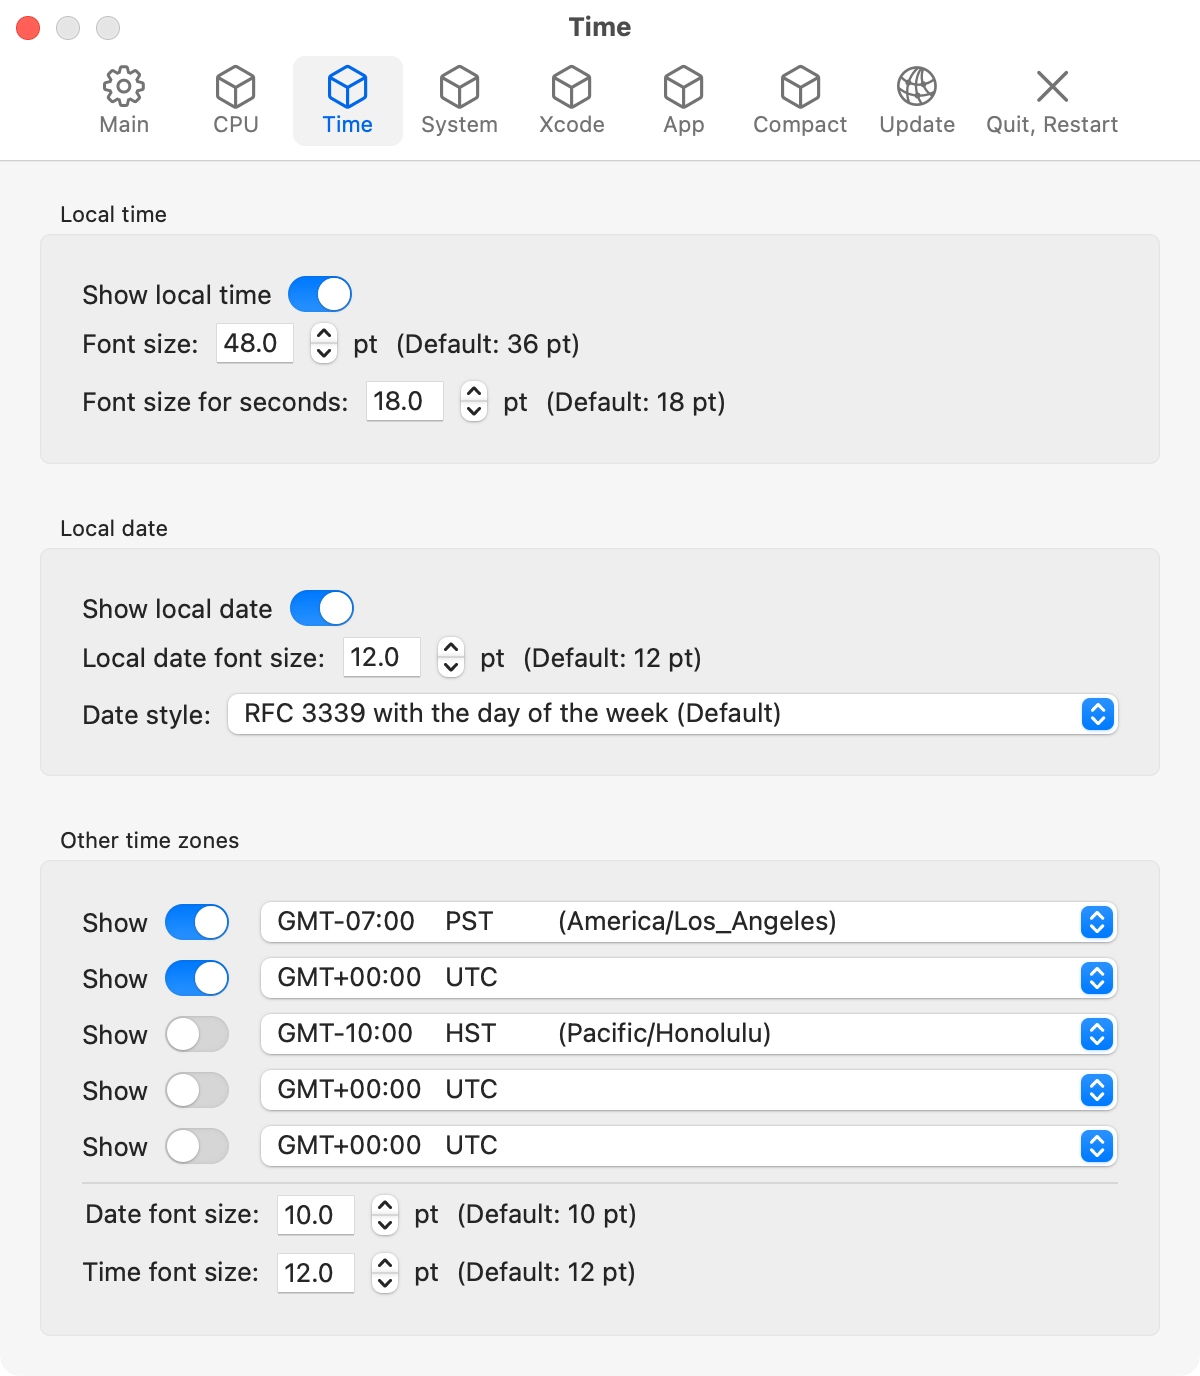 Time
Main CPU Time System Xcode App Compact Update Quit, Restart
Local time
Show local time
Font size: 48.0 pt (Default: 36 pt)
Font size for seconds: 18.0 pt (Default: 18 pt)
Local date
Show local date
Local date font size: 12.0 pt (Default: 12 pt)
Date style: RFC 3339 with the day of the week (Default)
Other time zones
Show GMT-07:00 PST (America/Los_Angeles)
Show GMT+00:00 UTC
Show GMT-10:00 HST (Pacific/Honolulu)
Show GMT+00:00 UTC
Show GMT+00:00 UTC
Date font size: 10.0 pt (Default: 10 pt)
Time font size: 12.0 pt (Default: 12 pt)